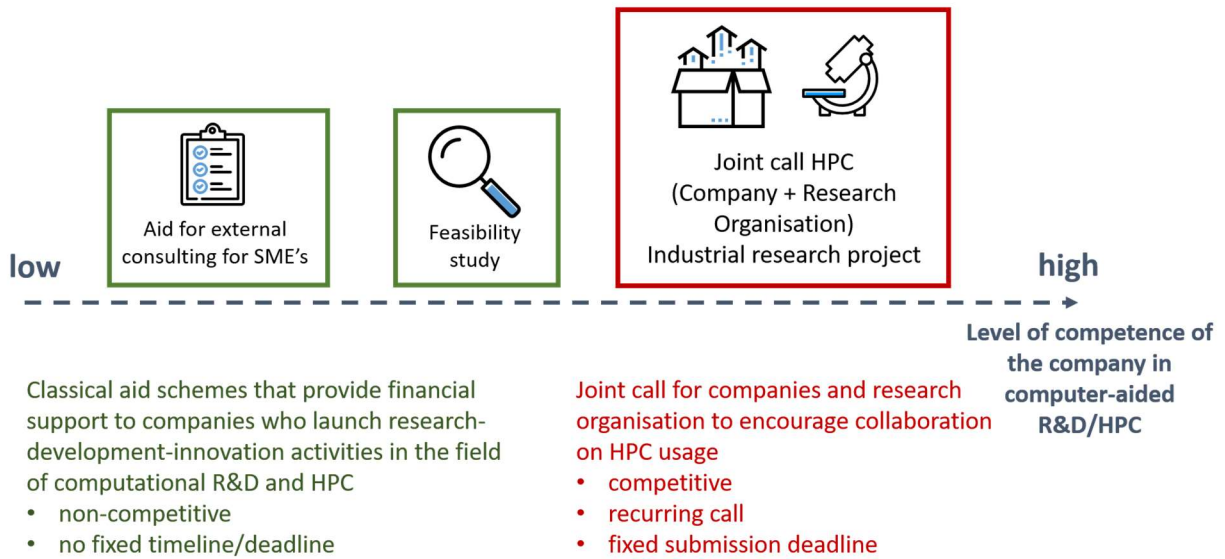 Aid for external
consulting for SME's
Feasibility
study
Joint call HPC
(Company + Research
Organisation)
Industrial research project
low
high
Level of competence of
the company in
computer-aided
R&D/HPC
Classical aid schemes that provide financial
support to companies who launch research-
development-innovation activities in the field
of computational R&D and HPC
• non-competitive
• no fixed timeline/deadline
Joint call for companies and research
organisation to encourage collaboration
on HPC usage
• competitive
• recurring call
• fixed submission deadline